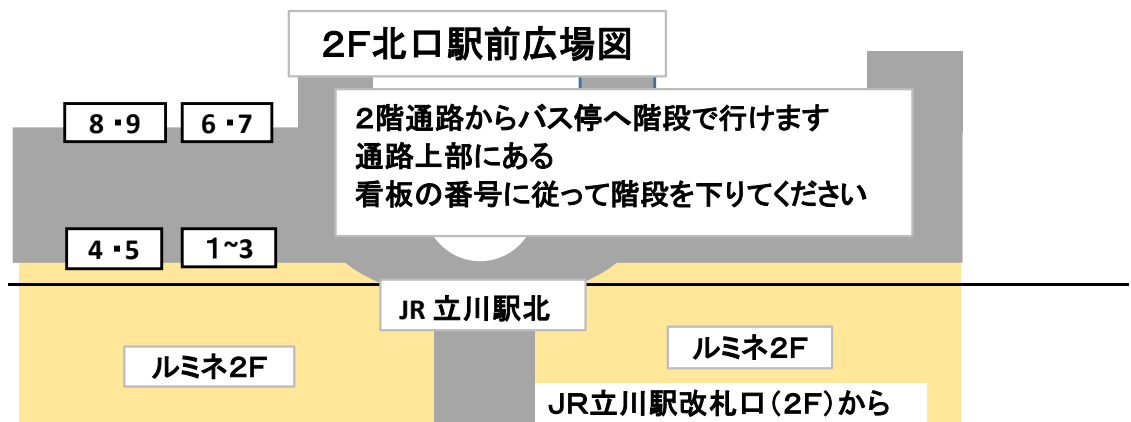 2F北口駅前広場図
8・9
6・7
2階通路からバス停へ階段で行けます
通路上部にある
看板の番号に従って階段を下りてください
4・5
1~3
JR 立川駅北
ルミネ2F
ルミネ2F
JR立川駅改札口(2F)から